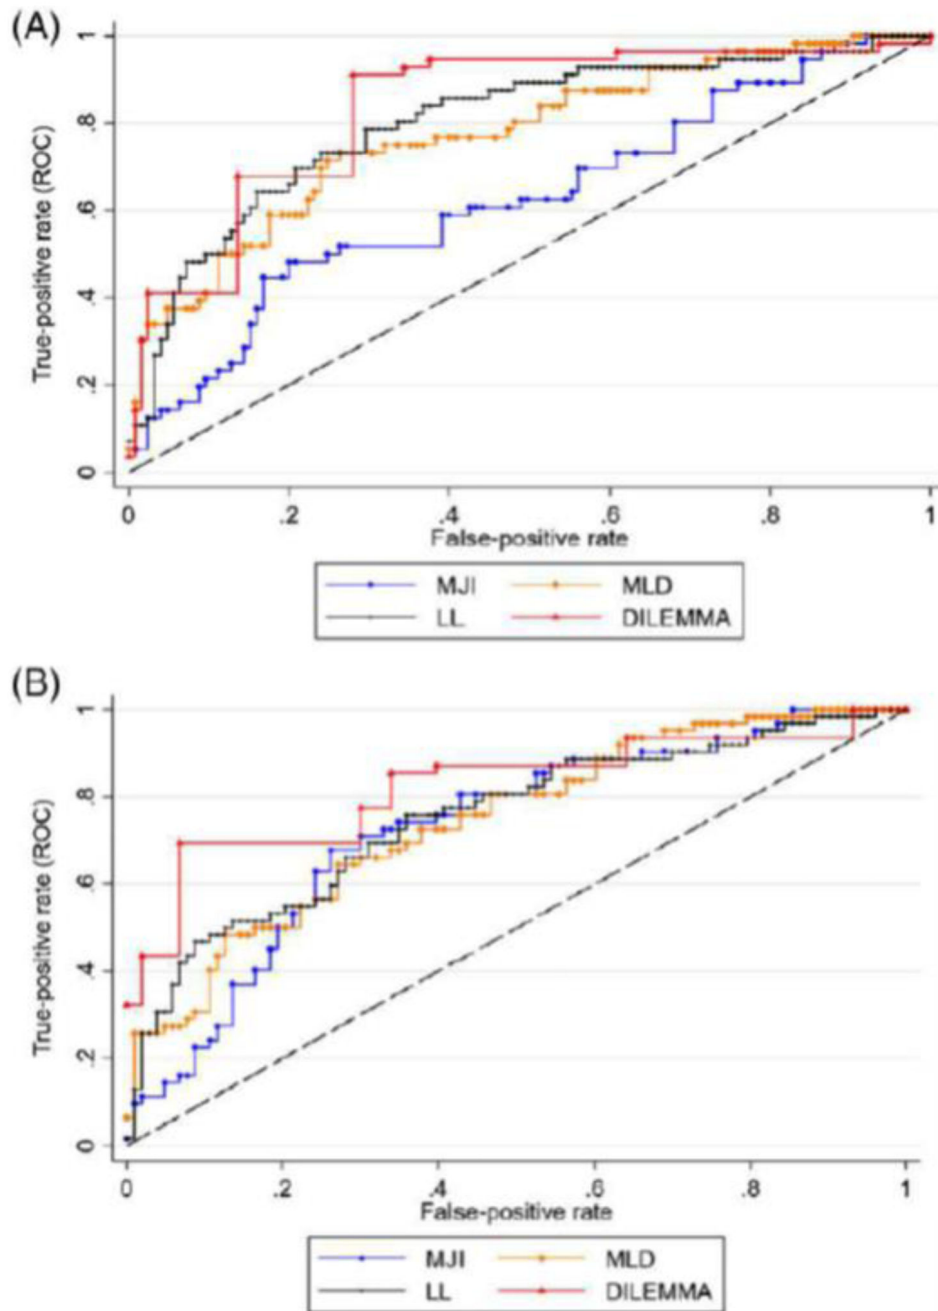 (A)
True-positive rate (ROC)
1
.8
.6
.4
.2
0
0 .2 .4 .6 .8 1
False-positive rate
MJI MLD
LL DILEMMA
(B)
True-positive rate (ROC)
1
.8
.6
.4
.2
0
0 .2 .4 .6 .8 1
False-positive rate
MJI MLD
LL DILEMMA